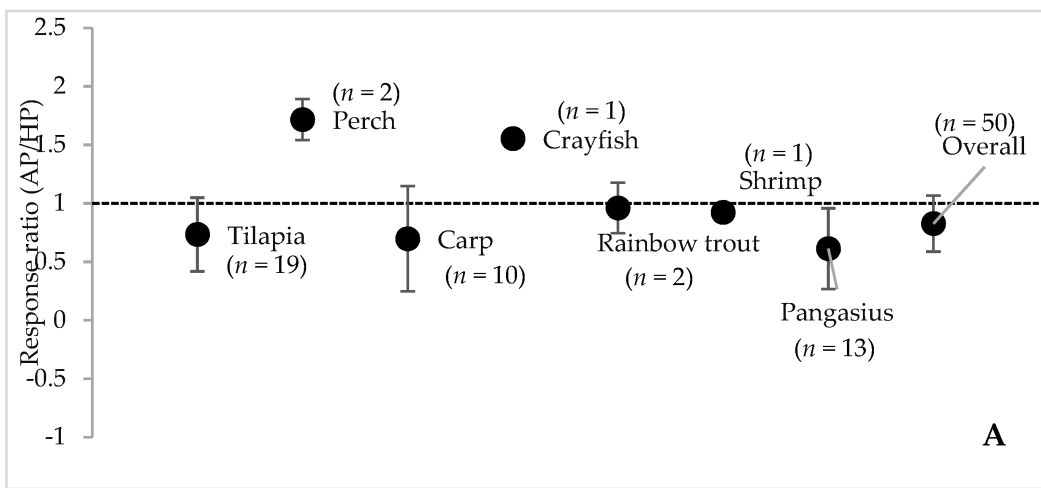 2.5
2
1.5
1
0.5
0
-0.5
-1
Response ratio (AP/HP)
Tilapia
(n = 19)
(n = 2)
Perch
Carp
(n = 10)
(n = 1)
Crayfish
Rainbow trout
(n = 2)
(n = 1)
Shrimp
Pangasius
(n = 13)
(n = 50)
Overall
A